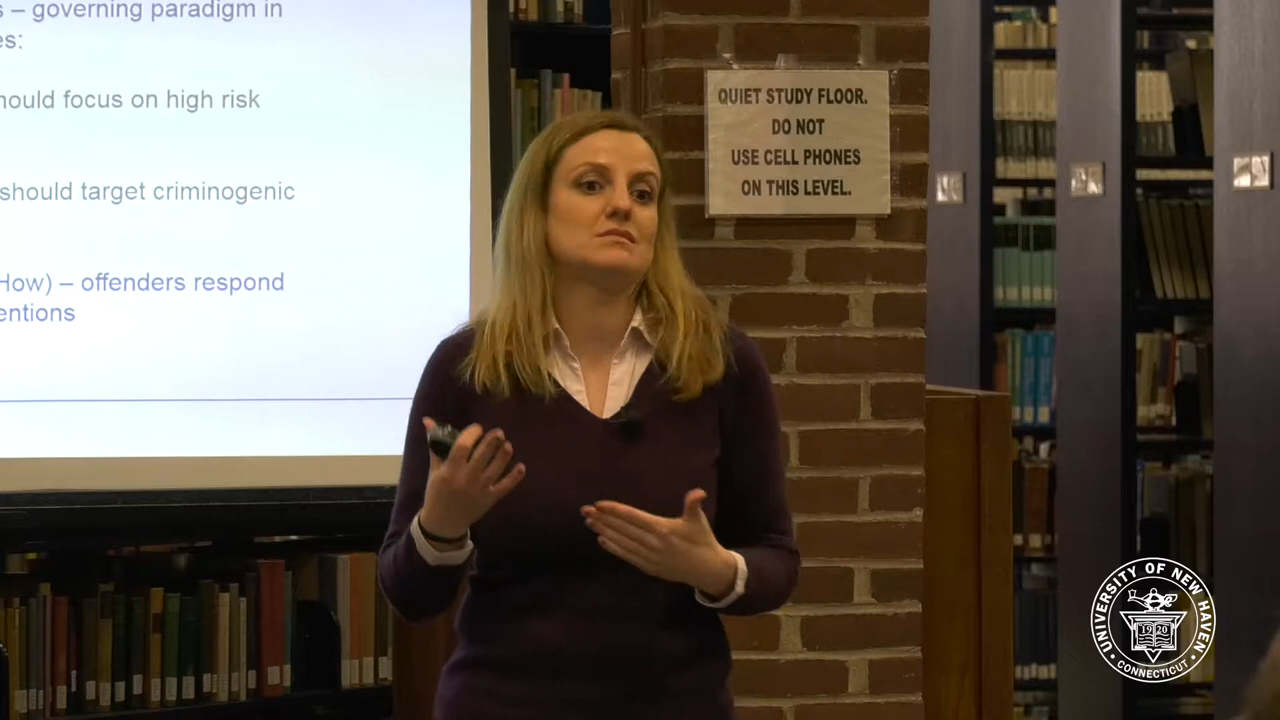 – governing paradigm in
es:
hould focus on high risk
should target criminogenic
How) – offenders respond
entions
QUIET STUDY FLOOR.
DO NOT
USE CELL PHONES
ON THIS LEVEL.
UNIVERSITY OF NEW HAVEN
1920
CONNECTICUT